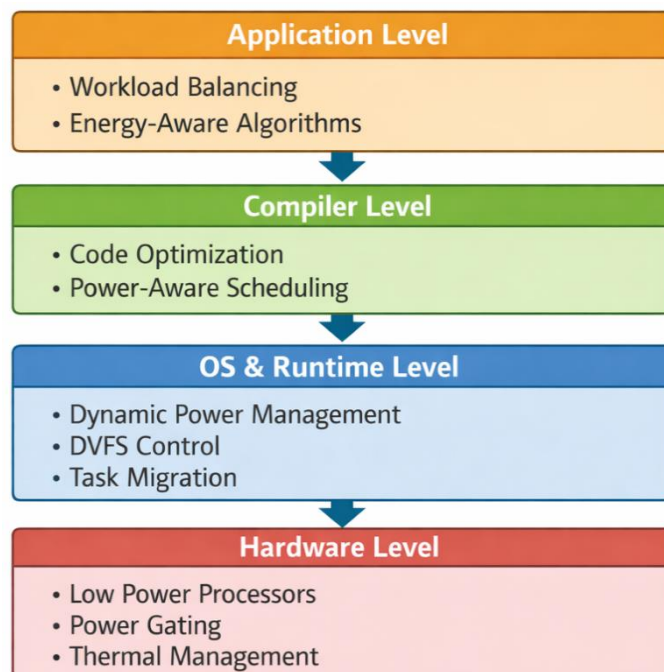 Application Level
• Workload Balancing
• Energy-Aware Algorithms
Compiler Level
• Code Optimization
• Power-Aware Scheduling
OS & Runtime Level
• Dynamic Power Management
• DVFS Control
• Task Migration
Hardware Level
• Low Power Processors
• Power Gating
• Thermal Management